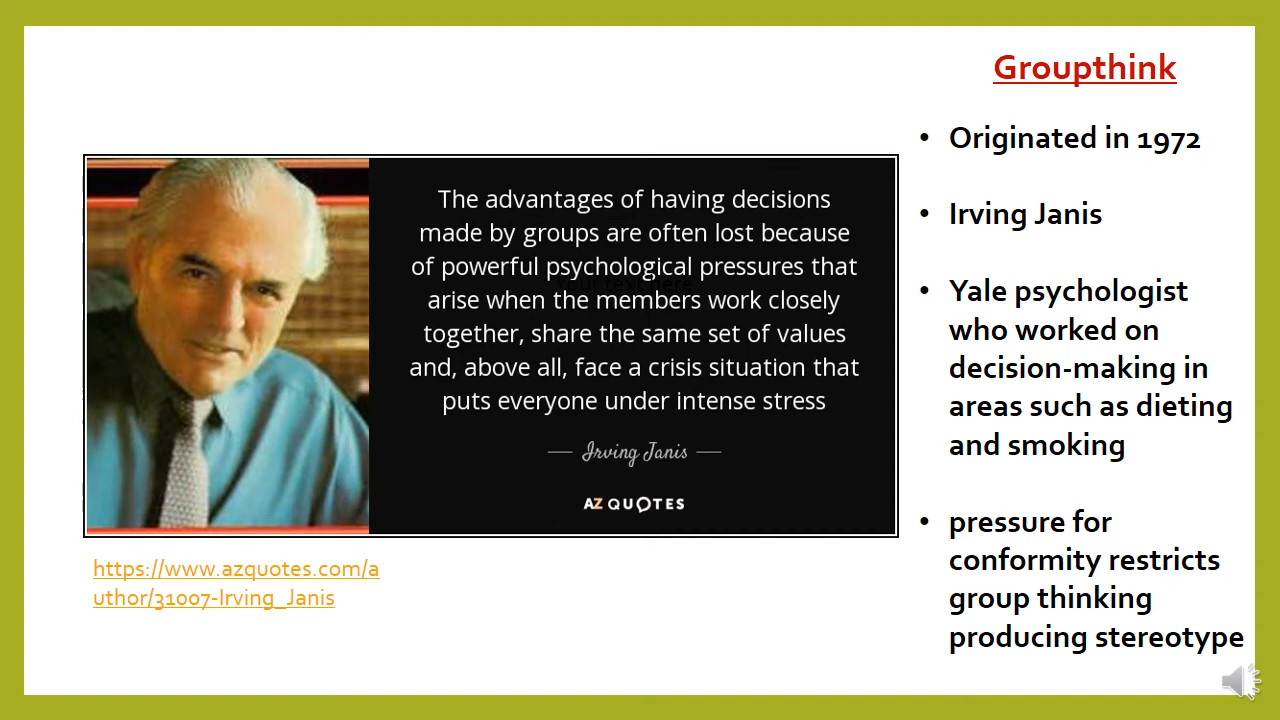 Groupthink
• Originated in 1972
• Irving Janis
• Yale psychologist
who worked on
decision-making in
areas such as dieting
and smoking
• pressure for
conformity restricts
group thinking
producing stereotype
The advantages of having decisions
made by groups are often lost because
of powerful psychological pressures that
arise when the members work closely
together, share the same set of values
and, above all, face a crisis situation that
puts everyone under intense stress
Your text here
— Irving Janis —
AZ QUOTES
https://www.azquotes.com/a
uthor/31007-Irving_Janis